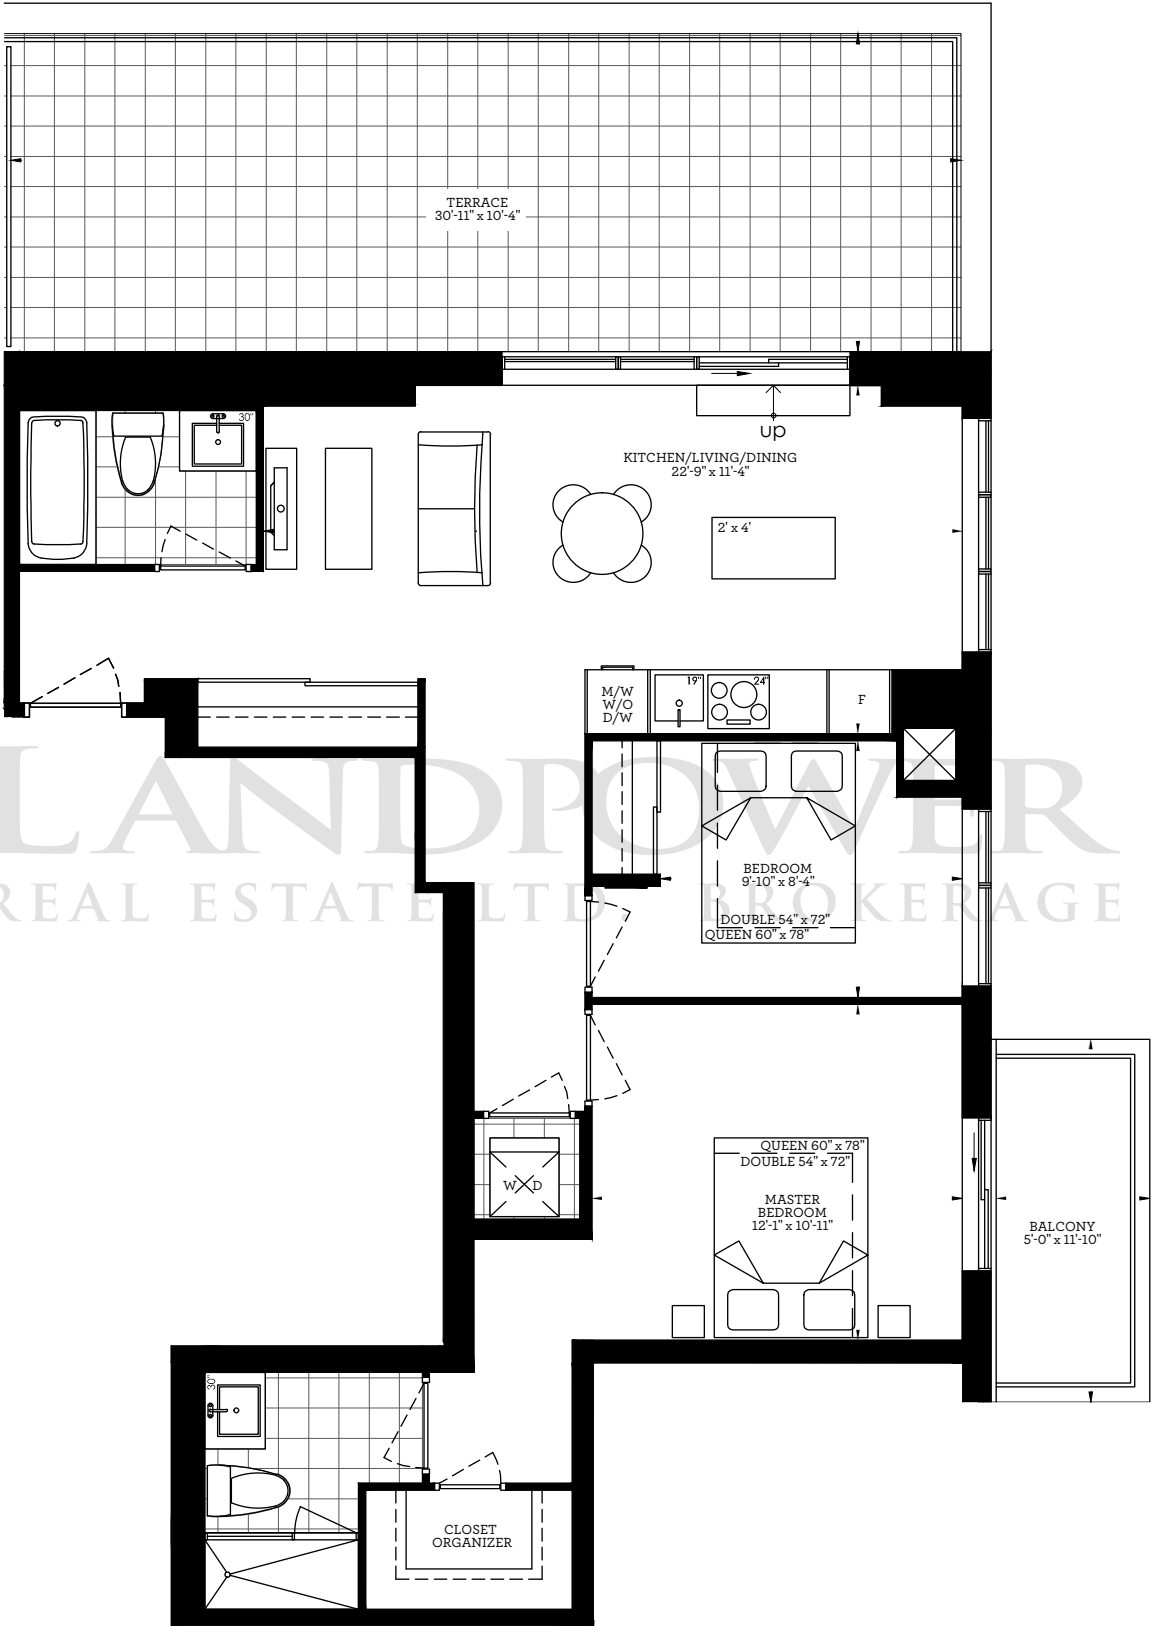 TERRACE
30'-11" x 10'-4"
30"
up
KITCHEN/LIVING/DINING
22'-9" x 11'-4"
2' x 4'
M/W
W/O
D/W
19"
24"
F
LANDPOWER
REAL ESTATE LTD. BROKERAGE
BEDROOM
9'-10" x 8'-4"
DOUBLE 54" x 72"
QUEEN 60" x 78"
W D
QUEEN 60" x 78"
DOUBLE 54" x 72"
MASTER
BEDROOM
12'-1" x 10'-11"
BALCONY
5'-0" x 11'-10"
30"
CLOSET
ORGANIZER